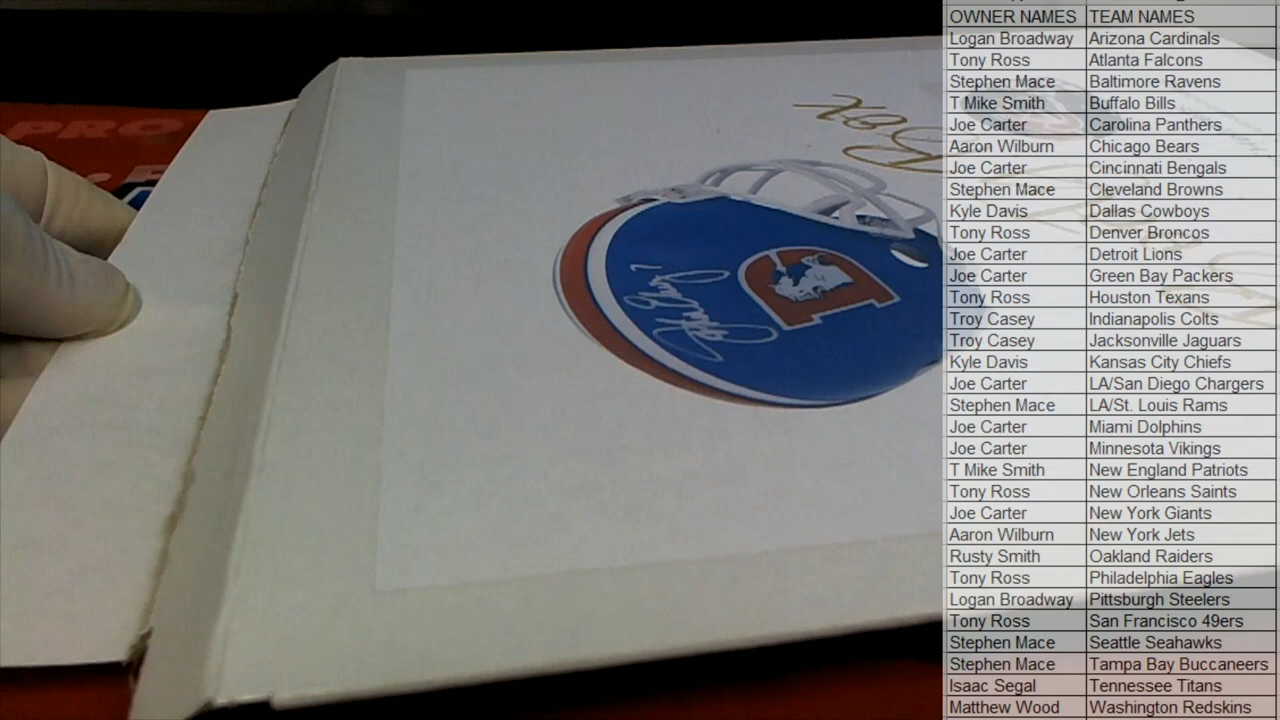 OWNER NAMES TEAM NAMES
Logan Broadway Arizona Cardinals
Tony Ross Atlanta Falcons
Stephen Mace Baltimore Ravens
T Mike Smith Buffalo Bills
Joe Carter Carolina Panthers
Aaron Wilburn Chicago Bears
Joe Carter Cincinnati Bengals
Stephen Mace Cleveland Browns
Kyle Davis Dallas Cowboys
Tony Ross Denver Broncos
Joe Carter Detroit Lions
Joe Carter Green Bay Packers
Tony Ross Houston Texans
Troy Casey Indianapolis Colts
Troy Casey Jacksonville Jaguars
Kyle Davis Kansas City Chiefs
Joe Carter LA/San Diego Chargers
Stephen Mace LA/St. Louis Rams
Joe Carter Miami Dolphins
Joe Carter Minnesota Vikings
T Mike Smith New England Patriots
Tony Ross New Orleans Saints
Joe Carter New York Giants
Aaron Wilburn New York Jets
Rusty Smith Oakland Raiders
Tony Ross Philadelphia Eagles
Logan Broadway Pittsburgh Steelers
Tony Ross San Francisco 49ers
Stephen Mace Seattle Seahawks
Stephen Mace Tampa Bay Buccaneers
Isaac Segal Tennessee Titans
Matthew Wood Washington Redskins
PRO
D